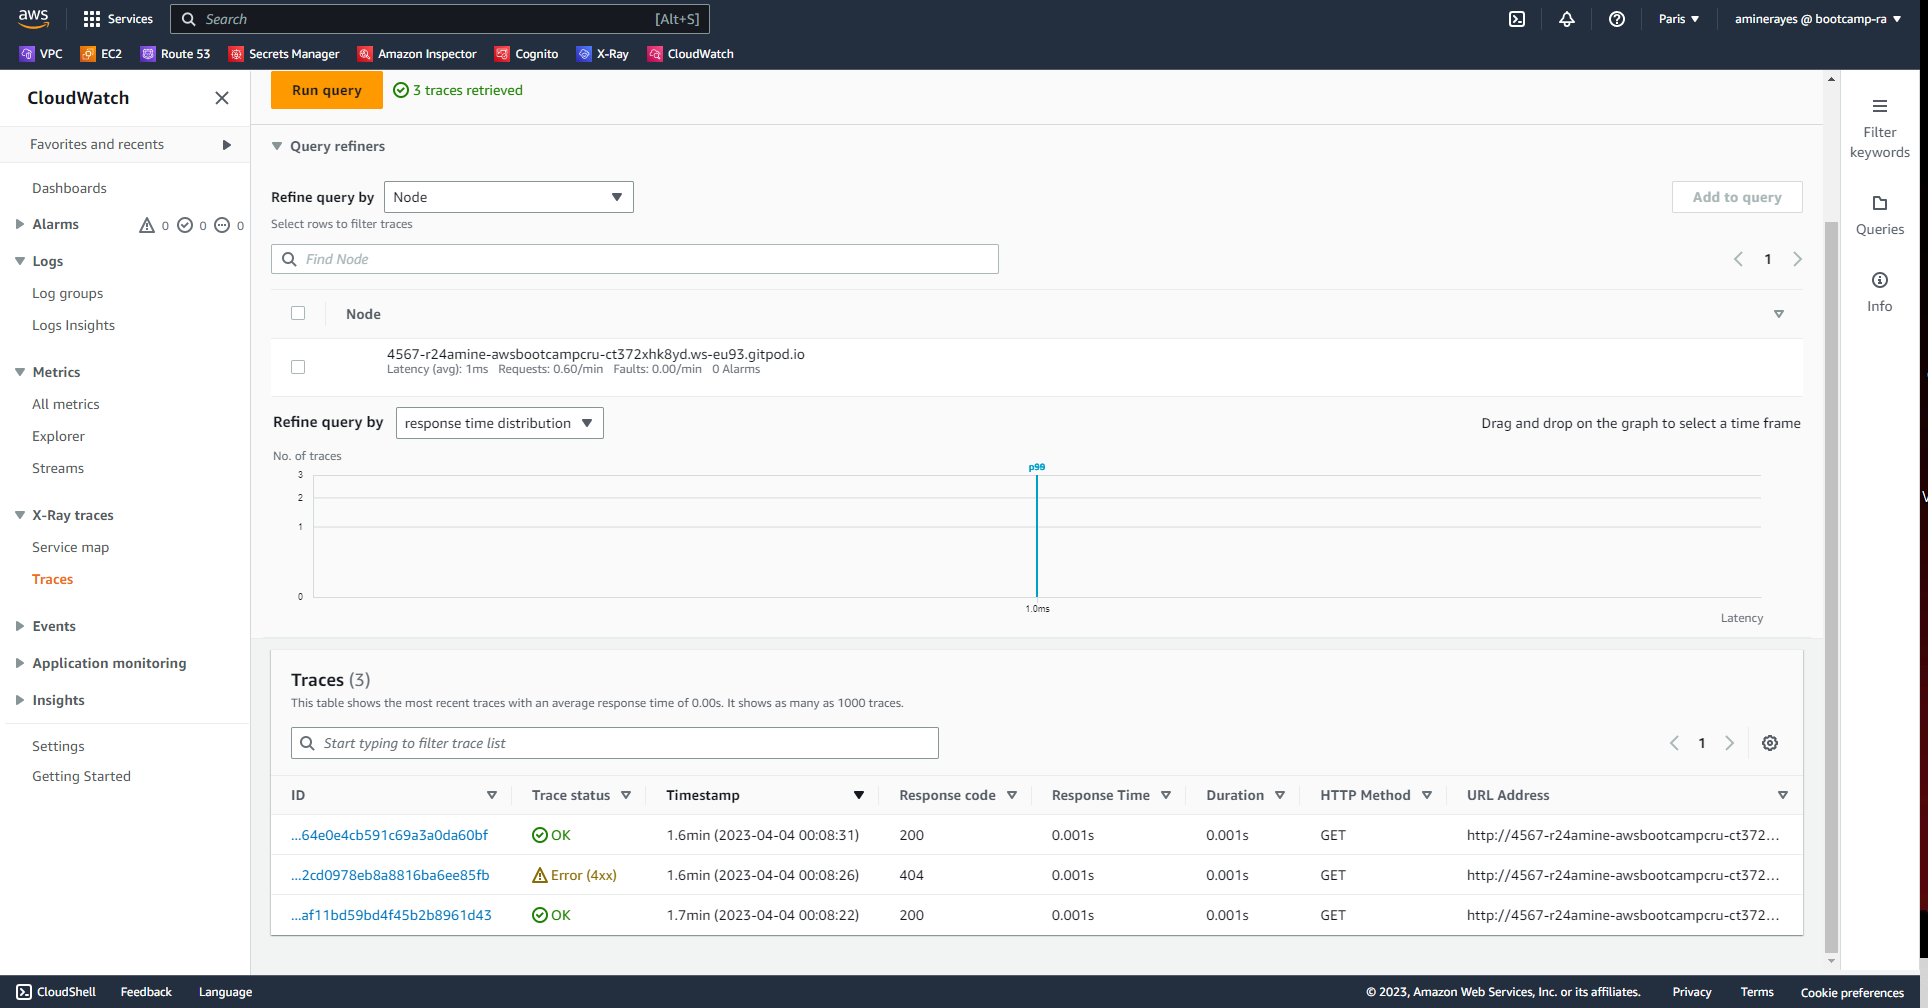 aws Services Search [Alt+S] Paris ▼ aminerayes @ bootcamp-ra ▼
VPC EC2 Route 53 Secrets Manager Amazon Inspector Cognito X-Ray CloudWatch
CloudWatch
Favorites and recents
Dashboards
Alarms 0 0 0
Logs
Log groups
Logs Insights
Metrics
All metrics
Explorer
Streams
X-Ray traces
Service map
Traces
Events
Application monitoring
Insights
Settings
Getting Started
Run query 3 traces retrieved
Query refiners
Refine query by Node Add to query
Select rows to filter traces
Find Node 1
Node
4567-r24amine-awsbootcampcru-ct372xhk8yd.ws-eu93.gitpod.io
Latency (avg): 1ms Requests: 0.60/min Faults: 0.00/min 0 Alarms
Refine query by response time distribution Drag and drop on the graph to select a time frame
No. of traces
3
2
1
0
1.0ms
Latency
Traces (3)
This table shows the most recent traces with an average response time of 0.00s. It shows as many as 1000 traces.
Start typing to filter trace list 1
ID Trace status Timestamp Response code Response Time Duration HTTP Method URL Address
...64e0e4cb591c69a3a0da60bf OK 1.6min (2023-04-04 00:08:31) 200 0.001s 0.001s GET http://4567-r24amine-awsbootcampcru-ct372...
...2cd0978eb8a8816ba6ee85fb Error (4xx) 1.6min (2023-04-04 00:08:26) 404 0.001s 0.001s GET http://4567-r24amine-awsbootcampcru-ct372...
...af11bd59bd4f45b2b8961d43 OK 1.7min (2023-04-04 00:08:22) 200 0.001s 0.001s GET http://4567-r24amine-awsbootcampcru-ct372...
Filter
keywords
Queries
Info
CloudShell Feedback Language © 2023, Amazon Web Services, Inc. or its affiliates. Privacy Terms Cookie preferences